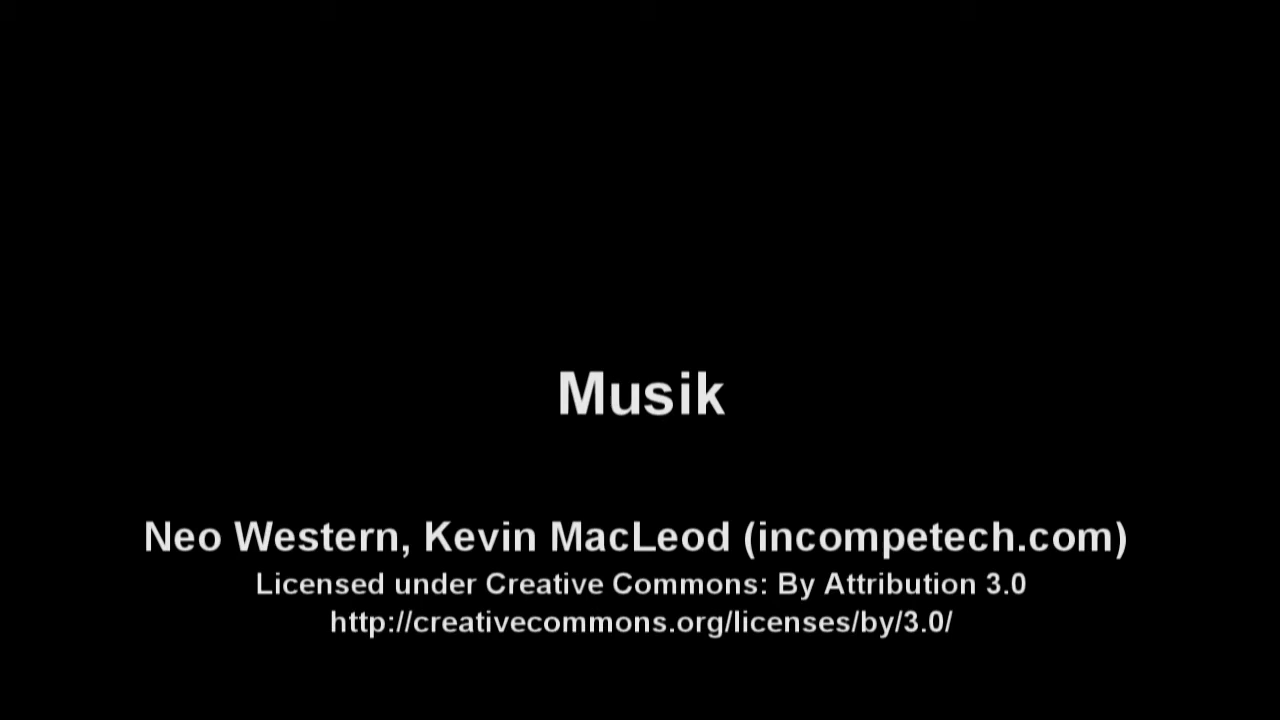 Musik
Neo Western, Kevin MacLeod (incompetech.com)
Licensed under Creative Commons: By Attribution 3.0
http://creativecommons.org/licenses/by/3.0/